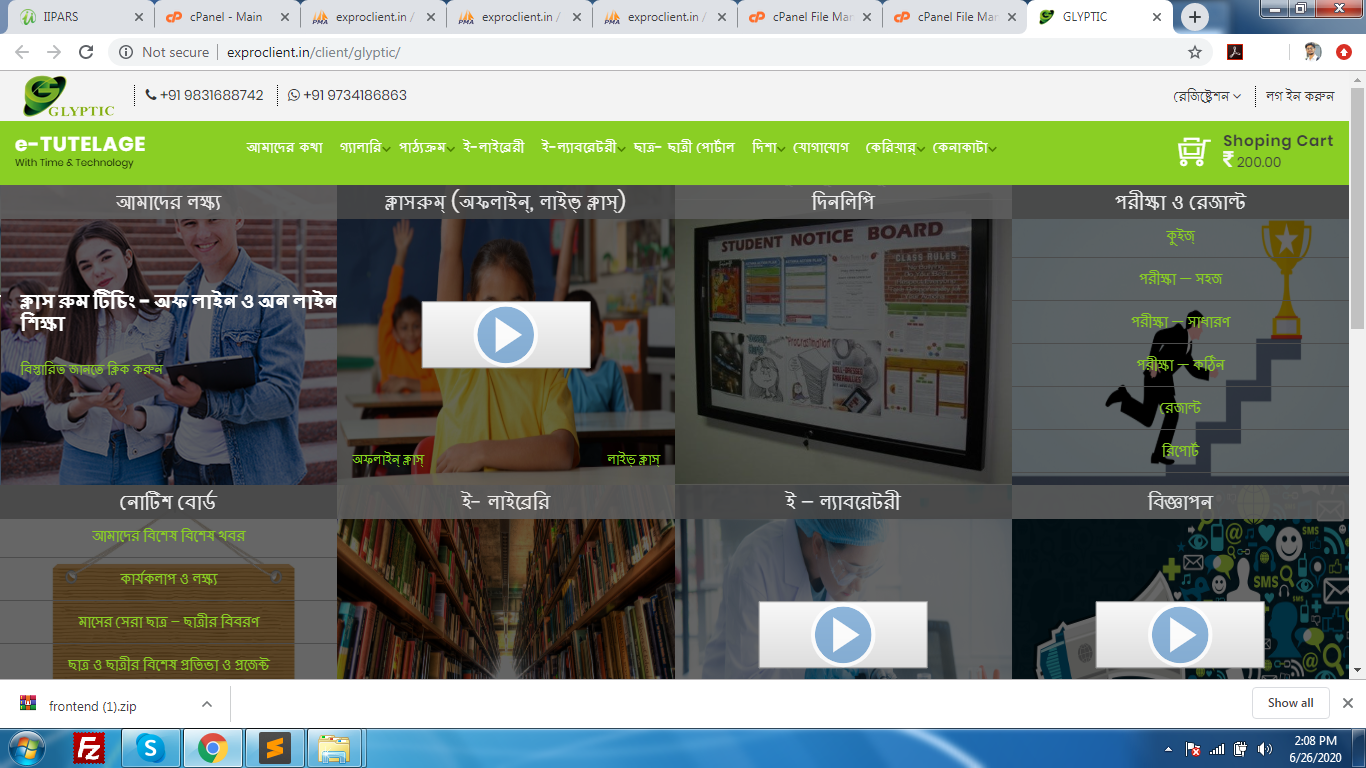 IIPARS
cPanel - Main
exproclient.in /
exproclient.in /
exproclient.in /
cPanel File Man
cPanel File Man
GLYPTIC
Not secure
exproclient.in/client/glyptic/
GLYPTIC
+91 9831688742
+91 9734186863
রেজিষ্ট্রেশন
লগ ইন করুন
e-TUTELAGE
With Time & Technology
আমাদের কথা
গ্যালারি
পাঠ্যক্রম
ই-লাইব্রেরী
ই-ল্যাবরেটরী
ছাত্র- ছাত্রী পোর্টাল
দিশা
যোগাযোগ
কেরিয়ার্
কেনাকাটা
Shoping Cart
₹ 200.00
আমাদের লক্ষ্য
ক্লাসরুম্ (অফলাইন্, লাইভ্ ক্লাস্)
দিনলিপি
পরীক্ষা ও রেজাল্ট
ক্লাস রুম টিচিং - অফ লাইন ও অন লাইন
শিক্ষা
বিস্তারিত জানতে ক্লিক করুন
অফলাইন্ ক্লাস্
লাইভ্ ক্লাস্
STUDENT NOTICE BOARD
CLASS RULES
কুইজ্
পরীক্ষা – সহজ
পরীক্ষা – সাধারণ
পরীক্ষা – কঠিন
রেজাল্ট
রিপোর্ট
নোটিশ বোর্ড
ই- লাইব্রেরি
ই – ল্যাবরেটরী
বিজ্ঞাপন
আমাদের বিশেষ বিশেষ খবর
কার্যকলাপ ও লক্ষ্য
মাসের সেরা ছাত্র – ছাত্রীর বিবরণ
ছাত্র ও ছাত্রীর বিশেষ প্রতিভা ও প্রজেক্ট
SMS
SMS
frontend (1).zip
Show all
2:08 PM
6/26/2020